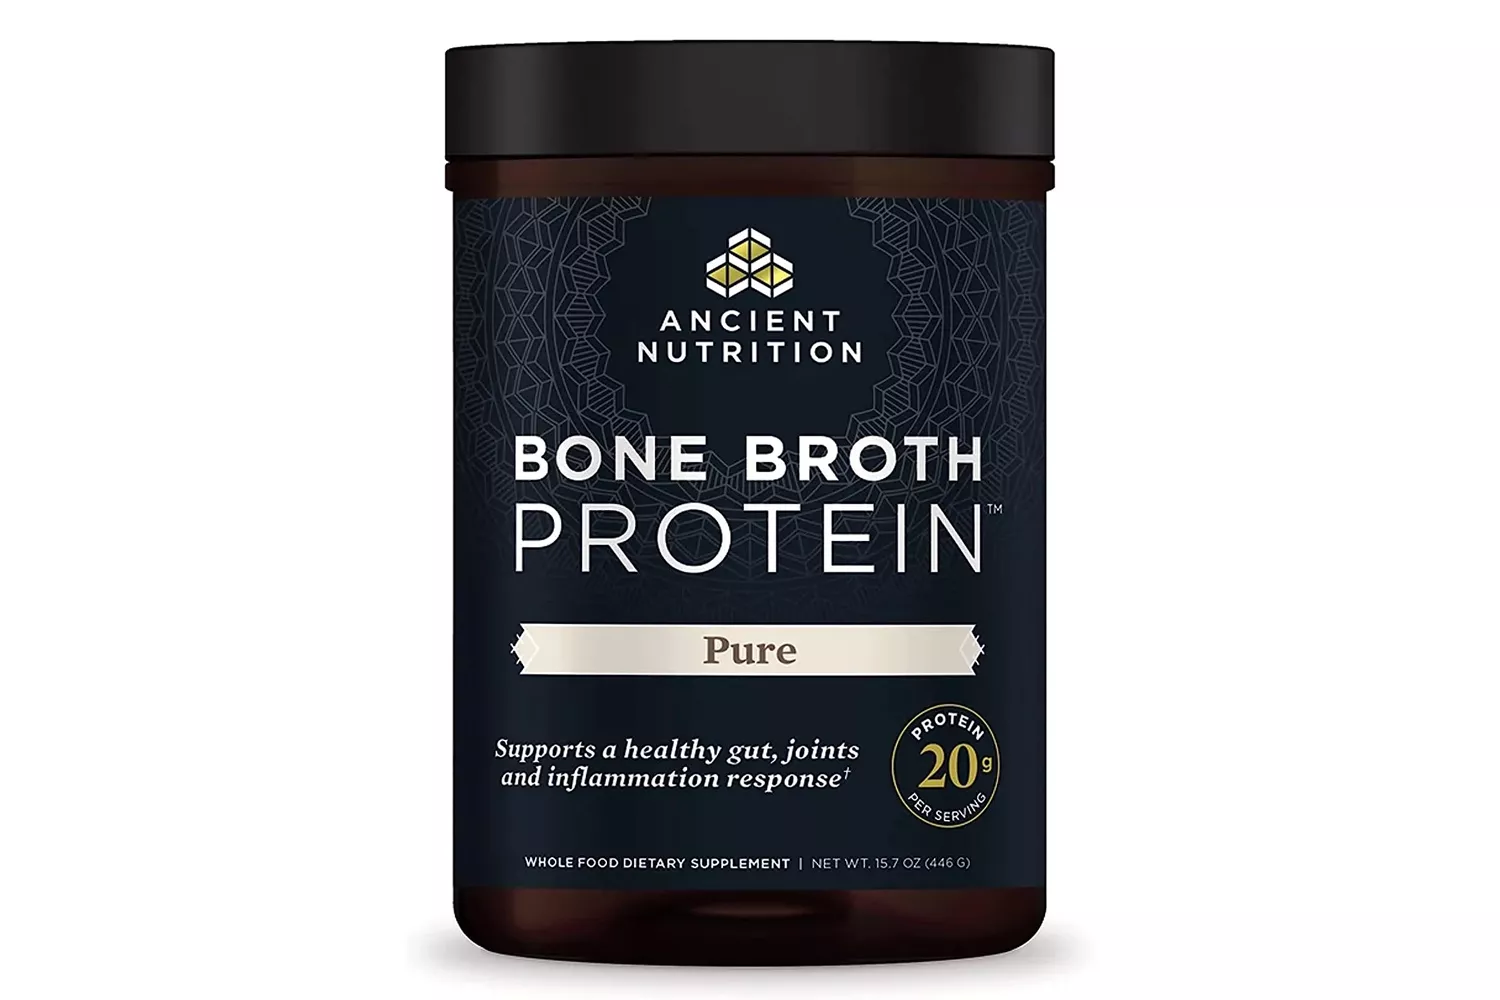 ANCIENT
NUTRITION
BONE BROTH
PROTEIN™
Pure
Supports a healthy gut, joints
and inflammation response†
PROTEIN
20g
PER SERVING
WHOLE FOOD DIETARY SUPPLEMENT | NET WT. 15.7 OZ (446 G)